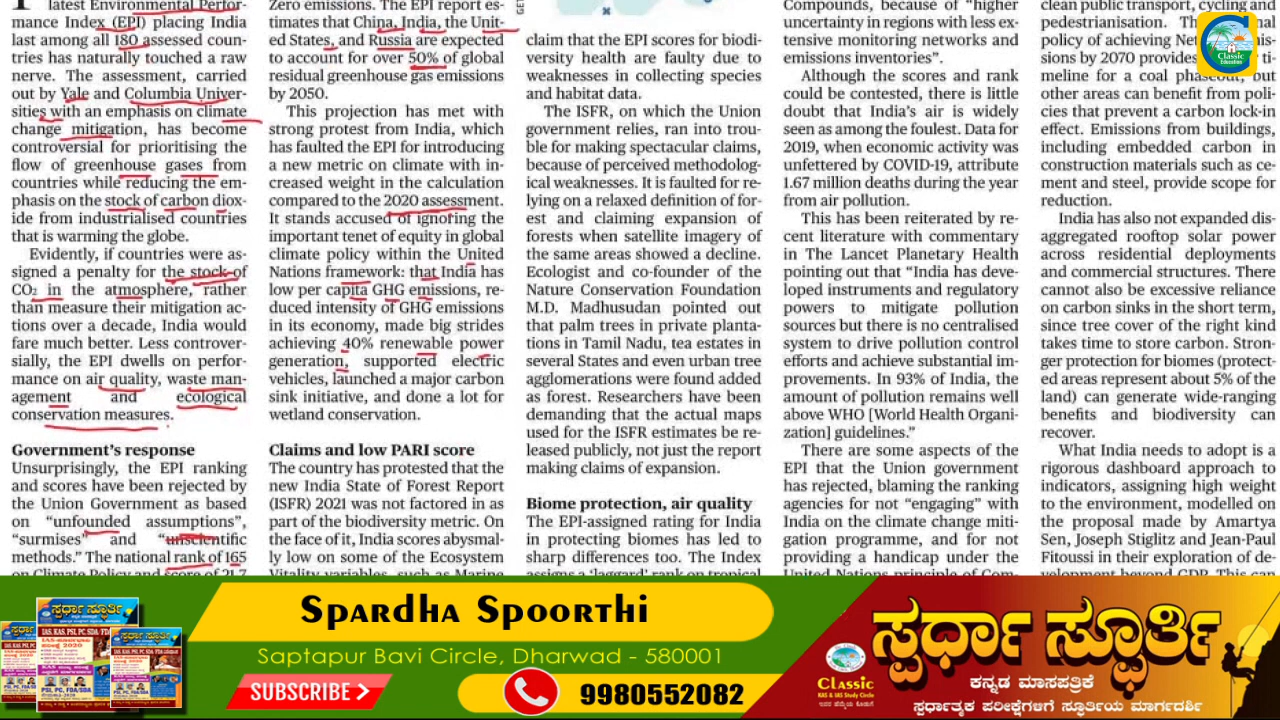 latest Environmental Perfor-
mance Index (EPI) placing India
last among all 180 assessed coun-
tries has naturally touched a raw
nerve. The assessment, carried
out by Yale and Columbia Univer-
sities with an emphasis on climate
change mitigation, has become
controversial for prioritising the
flow of greenhouse gases from
countries while reducing the em-
phasis on the stock of carbon diox-
ide from industrialised countries
that is warming the globe.
Evidently, if countries were as-
signed a penalty for the stock of
CO₂ in the atmosphere, rather
than measure their mitigation ac-
tions over a decade, India would
fare much better. Less controver-
sially, the EPI dwells on perfor-
mance on air quality, waste man-
agement and ecological
conservation measures.
Government's response
Unsurprisingly, the EPI ranking
and scores have been rejected by
the Union Government as based
on “unfounded assumptions”,
“surmises” and “unscientific
methods.” The national rank of 165
on Climate Policy and score of 21.7
Zero emissions. The EPI report es-
timates that China, India, the Unit-
ed States, and Russia are expected
to account for over 50% of global
residual greenhouse gas emissions
by 2050.
This projection has met with
strong protest from India, which
has faulted the EPI for introducing
a new metric on climate with in-
creased weight in the calculation
compared to the 2020 assessment.
It stands accused of ignoring the
important tenet of equity in global
climate policy within the United
Nations framework: that India has
low per capita GHG emissions, re-
duced intensity of GHG emissions
in its economy, made big strides
achieving 40% renewable power
generation, supported electric
vehicles, launched a major carbon
sink initiative, and done a lot for
wetland conservation.
Claims and low PARI score
The country has protested that the
new India State of Forest Report
(ISFR) 2021 was not factored in as
part of the biodiversity metric. On
the face of it, India scores abysmal-
ly low on some of the Ecosystem
Vitality variables, such as Marine
claim that the EPI scores for biodi-
versity health are faulty due to
weaknesses in collecting species
and habitat data.
The ISFR, on which the Union
government relies, ran into trou-
ble for making spectacular claims,
because of perceived methodolog-
ical weaknesses. It is faulted for re-
lying on a relaxed definition of for-
est and claiming expansion of
forests when satellite imagery of
the same areas showed a decline.
Ecologist and co-founder of the
Nature Conservation Foundation
M.D. Madhusudan pointed out
that palm trees in private planta-
tions in Tamil Nadu, tea estates in
several States and even urban tree
agglomerations were found added
as forest. Researchers have been
demanding that the actual maps
used for the ISFR estimates be re-
leased publicly, not just the report
making claims of expansion.
Biome protection, air quality
The EPI-assigned rating for India
in protecting biomes has led to
sharp differences too. The Index
assigns a ‘laggard’ rank on tropical
Compounds, because of “higher
uncertainty in regions with less ex-
tensive monitoring networks and
emissions inventories”.
Although the scores and rank
could be contested, there is little
doubt that India's air is widely
seen as among the foulest. Data for
2019, when economic activity was
unfettered by COVID-19, attribute
1.67 million deaths during the year
from air pollution.
This has been reiterated by re-
cent literature with commentary
in The Lancet Planetary Health
pointing out that “India has deve-
loped instruments and regulatory
powers to mitigate pollution
sources but there is no centralised
system to drive pollution control
efforts and achieve substantial im-
provements. In 93% of India, the
amount of pollution remains well
above WHO [World Health Organi-
zation] guidelines.”
There are some aspects of the
EPI that the Union government
has rejected, blaming the ranking
agencies for not “engaging” with
India on the climate change miti-
gation programme, and for not
providing a handicap under the
United Nations principle of Com-
clean public transport, cycling and
pedestrianisation. The
policy of achieving Net
sions by 2070 provides
meline for a coal phaseout, but
other areas can benefit from poli-
cies that prevent a carbon lock-in
effect. Emissions from buildings,
including embedded carbon in
construction materials such as ce-
ment and steel, provide scope for
reduction.
India has also not expanded dis-
aggregated rooftop solar power
across residential deployments
and commercial structures. There
cannot also be excessive reliance
on carbon sinks in the short term,
since tree cover of the right kind
takes time to store carbon. Stron-
ger protection for biomes (protect-
ed areas represent about 5% of the
land) can generate wide-ranging
benefits and biodiversity can
recover.
What India needs to adopt is a
rigorous dashboard approach to
indicators, assigning high weight
to the environment, modelled on
the proposal made by Amartya
Sen, Joseph Stiglitz and Jean-Paul
Fitoussi in their exploration of de-
velopment beyond GDP. This can
Classic
Education
Spardha Spoorthi
Saptapur Bavi Circle, Dharwad - 580001
SUBSCRIBE
9980552082
ಸ್ಪರ್ಧಾ ಸ್ಫೂರ್ತಿ
Classic
KAS & IAS Study Circle
ಕನ್ನಡ ಮಾಸಪತ್ರಿಕೆ
ಸ್ಪರ್ಧಾತ್ಮಕ ಪರೀಕ್ಷೆಗಳಿಗೆ ಸ್ಫೂರ್ತಿಯ ಮಾರ್ಗದರ್ಶಿ